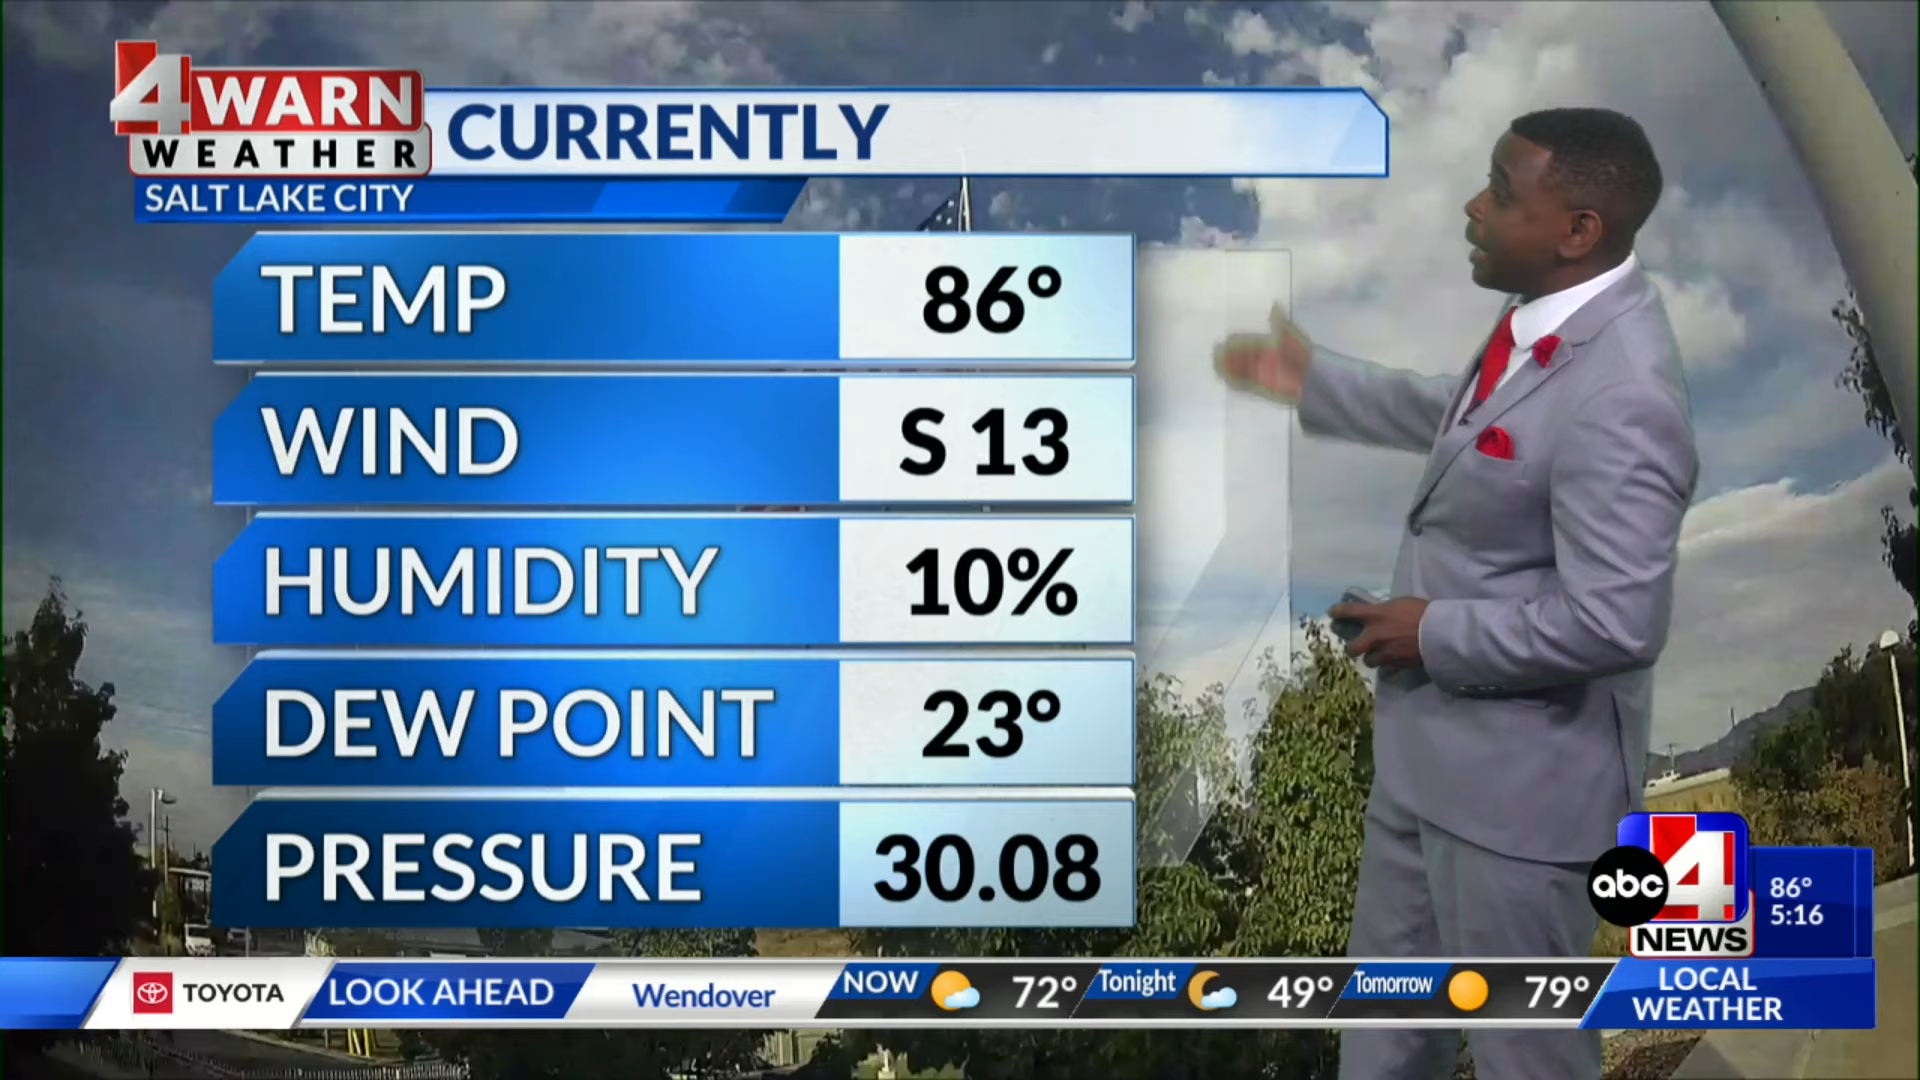 4 WARN
WEATHER
CURRENTLY
SALT LAKE CITY
TEMP 86°
WIND S 13
HUMIDITY 10%
DEW POINT 23°
PRESSURE 30.08
abc 4
NEWS
86°
5:16
TOYOTA LOOK AHEAD Wendover NOW 72° Tonight 49° Tomorrow 79°
LOCAL
WEATHER